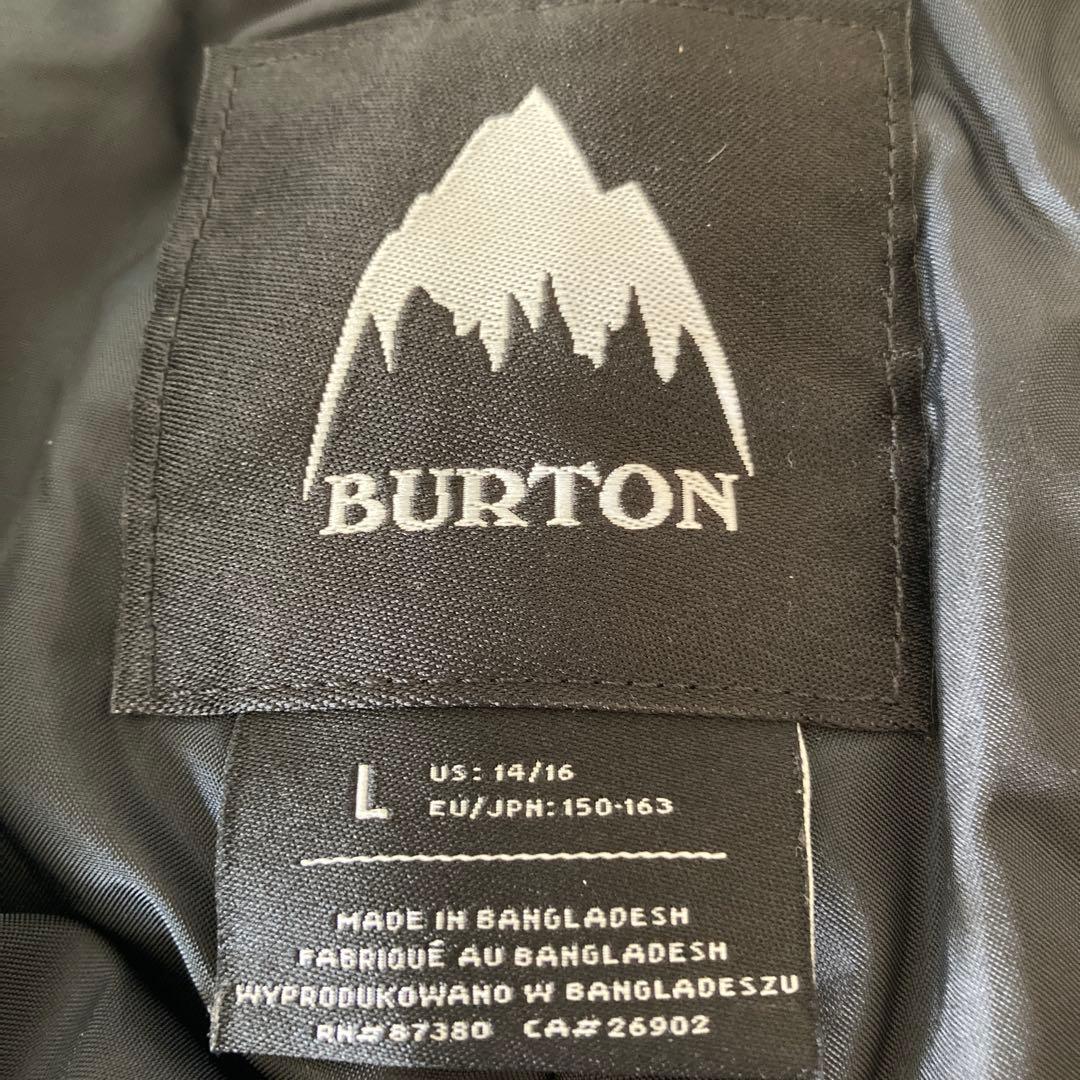 BURTON
L
US: 14/16
EU/JPN: 150-163
MADE IN BANGLADESH
FABRIQUÉ AU BANGLADESH
WYPRODUKOWANO W BANGLADESZU
RN# 87380 CA# 26902